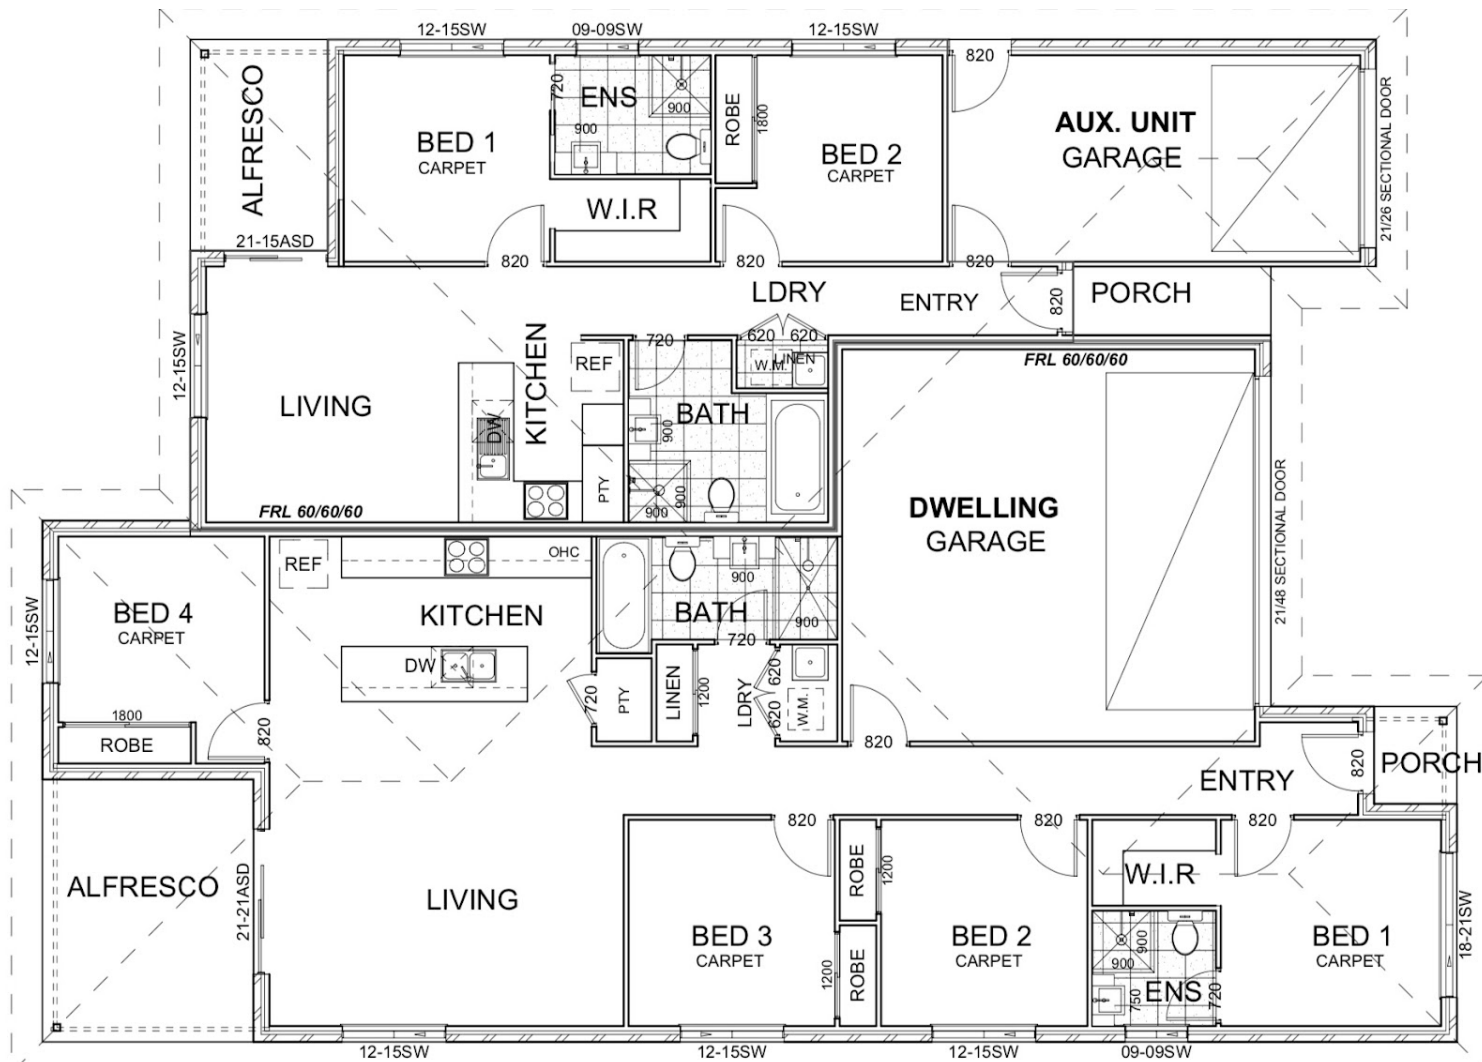 12-15SW
09-09SW
12-15SW
820
ALFRESCO
720
ENS
900
900
ROBE
1800
BED 1
CARPET
BED 2
CARPET
AUX. UNIT
GARAGE
21/26 SECTIONAL DOOR
W.I.R
21-15ASD
820
820
820
LDRY
ENTRY
820
PORCH
12-15SW
KITCHEN
REF
720
620
620
W.M.
LINEN
FRL 60/60/60
LIVING
DW
BATH
900
PTY
900
900
FRL 60/60/60
DWELLING
GARAGE
21/48 SECTIONAL DOOR
REF
OHC
900
12-15SW
BED 4
CARPET
KITCHEN
BATH
900
720
DW
720
PTY
LINEN
1200
LDRY
620
620
W.M.
1800
ROBE
820
820
ENTRY
820
PORCH
820
820
820
ALFRESCO
21-21ASD
LIVING
ROBE
1200
W.I.R
BED 3
CARPET
1200
ROBE
BED 2
CARPET
900
900
750
ENS
720
BED 1
CARPET
18-21SW
12-15SW
12-15SW
12-15SW
09-09SW